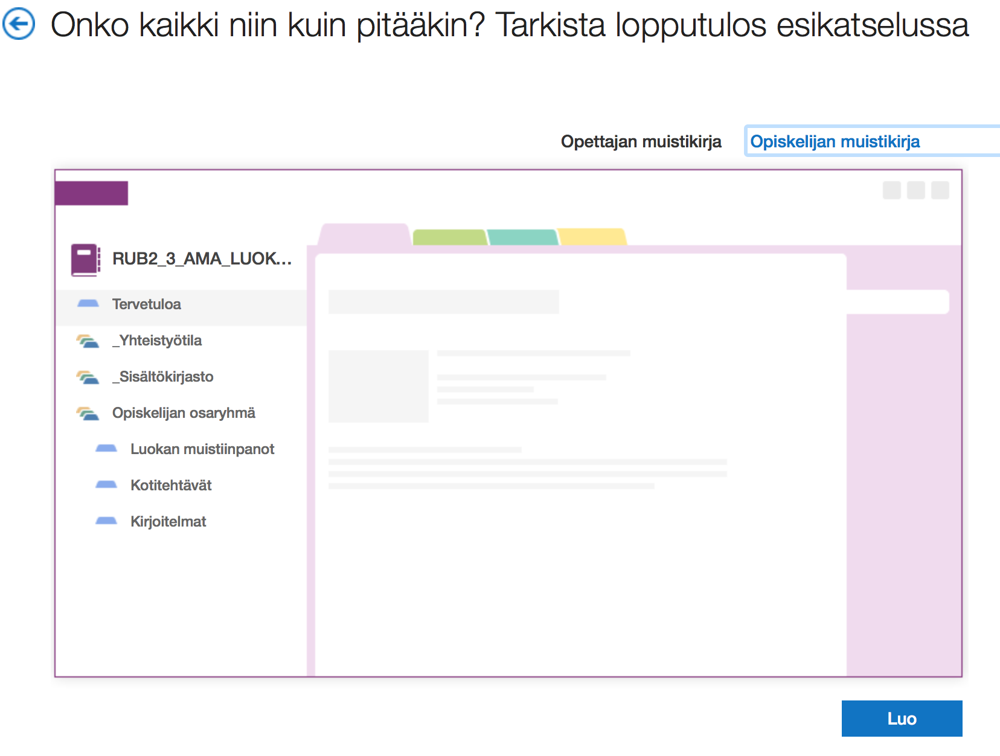 Onko kaikki niin kuin pitääkin? Tarkista lopputulos esikatselussa
Opettajan muistikirja
Opiskelijan muistikirja
RUB2_3_AMA_LUOK...
Tervetuloa
_Yhteistyötila
_Sisältökirjasto
Opiskelijan osaryhmä
Luokan muistiinpanot
Kotitehtävät
Kirjoitelmat
Luo